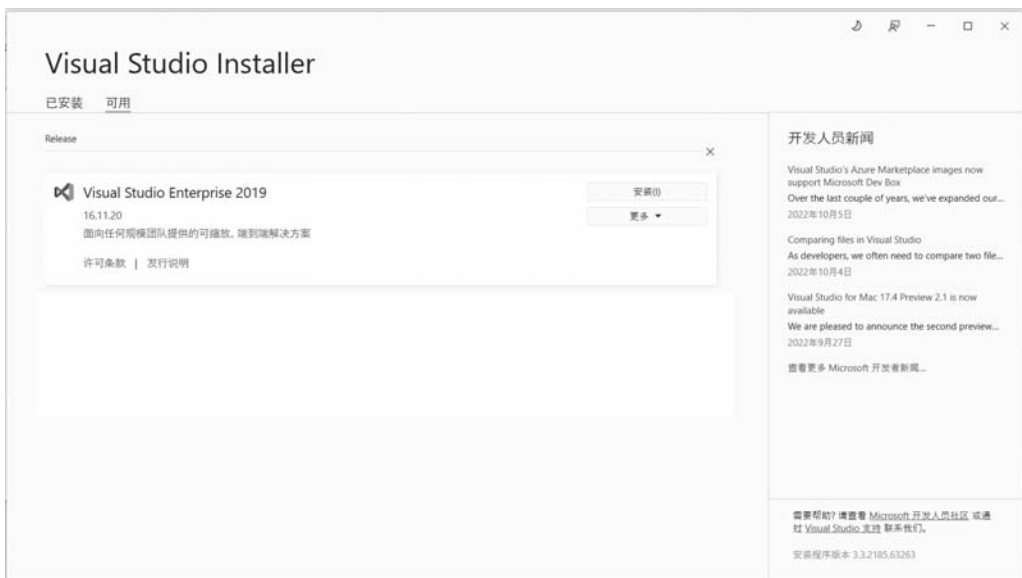 Visual Studio Installer
已安装 可用
Release
Visual Studio Enterprise 2019
安装(I)
16.11.20
更多
面向任何规模团队提供的可缩放、端到端解决方案
许可条款 | 发行说明
开发人员新闻
Visual Studio's Azure Marketplace images now
support Microsoft Dev Box
Over the last couple of years, we've expanded our...
2022年10月5日
Comparing files in Visual Studio
As developers, we often need to compare two file...
2022年10月4日
Visual Studio for Mac 17.4 Preview 2.1 is now
available
We are pleased to announce the second preview...
2022年9月27日
查看更多 Microsoft 开发者新闻...
需要帮助? 请查看 Microsoft 开发人员社区 或通
过 Visual Studio 支持 联系我们。
安装程序版本 3.3.2185.63263